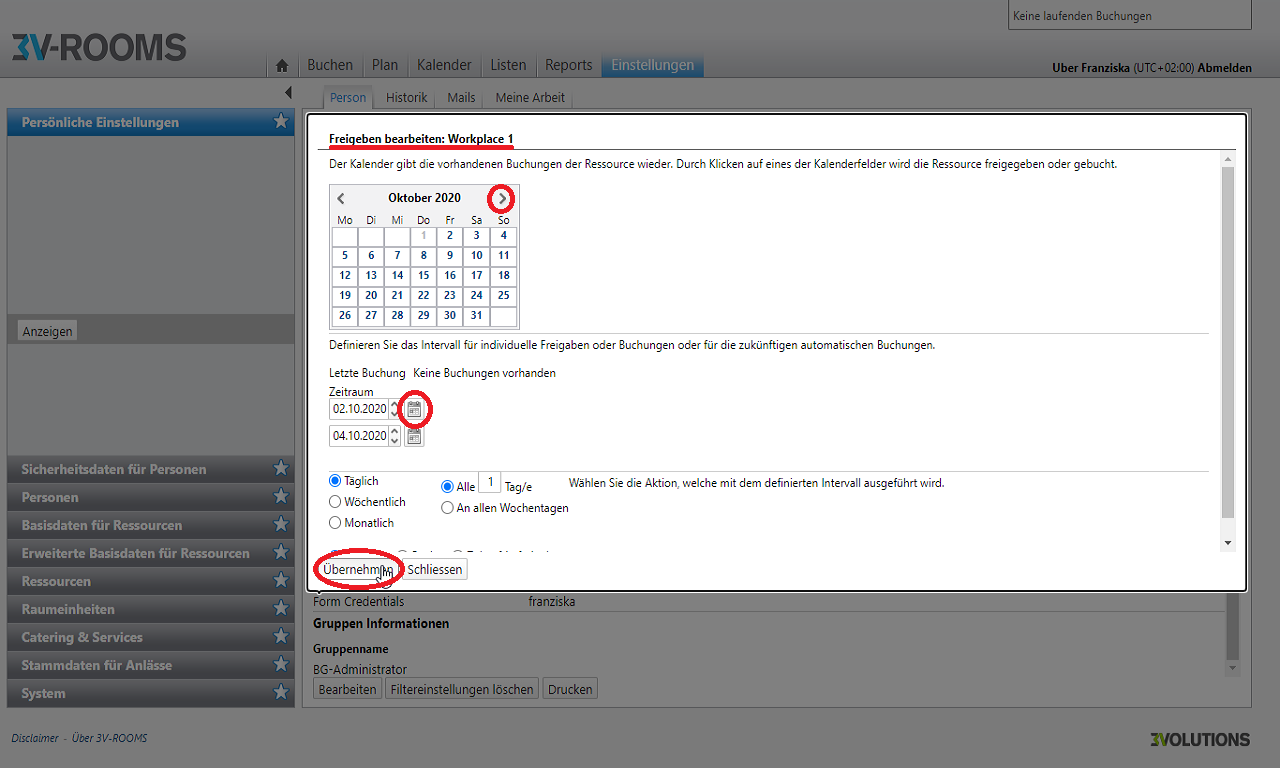 Keine laufenden Buchungen
3V-ROOMS
Buchen Plan Kalender Listen Reports Einstellungen
Uber Franziska (UTC+02:00) Abmelden
Person Historik Mails Meine Arbeit
Persönliche Einstellungen
Anzeigen
Sicherheitsdaten für Personen
Personen
Basisdaten für Ressourcen
Erweiterte Basisdaten für Ressourcen
Ressourcen
Raumeinheiten
Catering & Services
Stammdaten für Anlässe
System
Freigeben bearbeiten: Workplace 1
Der Kalender gibt die vorhandenen Buchungen der Ressource wieder. Durch Klicken auf eines der Kalenderfelder wird die Ressource freigegeben oder gebucht.
Oktober 2020
Mo Di Mi Do Fr Sa So
1 2 3 4
5 6 7 8 9 10 11
12 13 14 15 16 17 18
19 20 21 22 23 24 25
26 27 28 29 30 31
Definieren Sie das Intervall für individuelle Freigaben oder Buchungen oder für die zukünftigen automatischen Buchungen.
Letzte Buchung Keine Buchungen vorhanden
Zeitraum
02.10.2020
04.10.2020
Täglich Alle 1 Tag/e Wählen Sie die Aktion, welche mit dem definierten Intervall ausgeführt wird.
Wöchentlich An allen Wochentagen
Monatlich
Übernehmen Schliessen
Form Credentials franziska
Gruppen Informationen
Gruppenname
BG-Administrator
Bearbeiten Filtereinstellungen löschen Drucken
Disclaimer - Über 3V-ROOMS
3VOLUTIONS